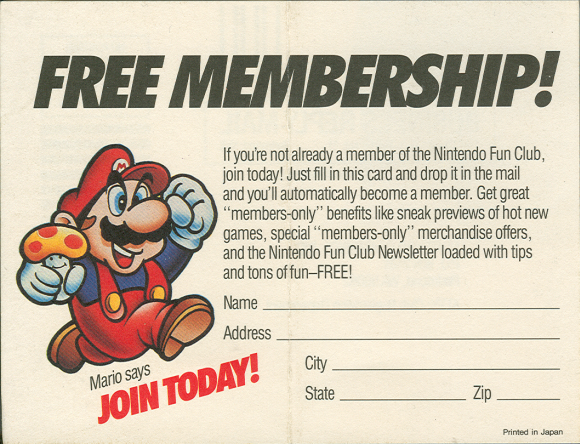 FREE MEMBERSHIP!
If you're not already a member of the Nintendo Fun Club,
join today! Just fill in this card and drop it in the mail
and you'll automatically become a member. Get great
"members-only" benefits like sneak previews of hot new
games, special "members-only" merchandise offers,
and the Nintendo Fun Club Newsletter loaded with tips
and tons of fun–FREE!
Name
Address
City
State Zip
M
Mario says
JOIN TODAY!
Printed in Japan